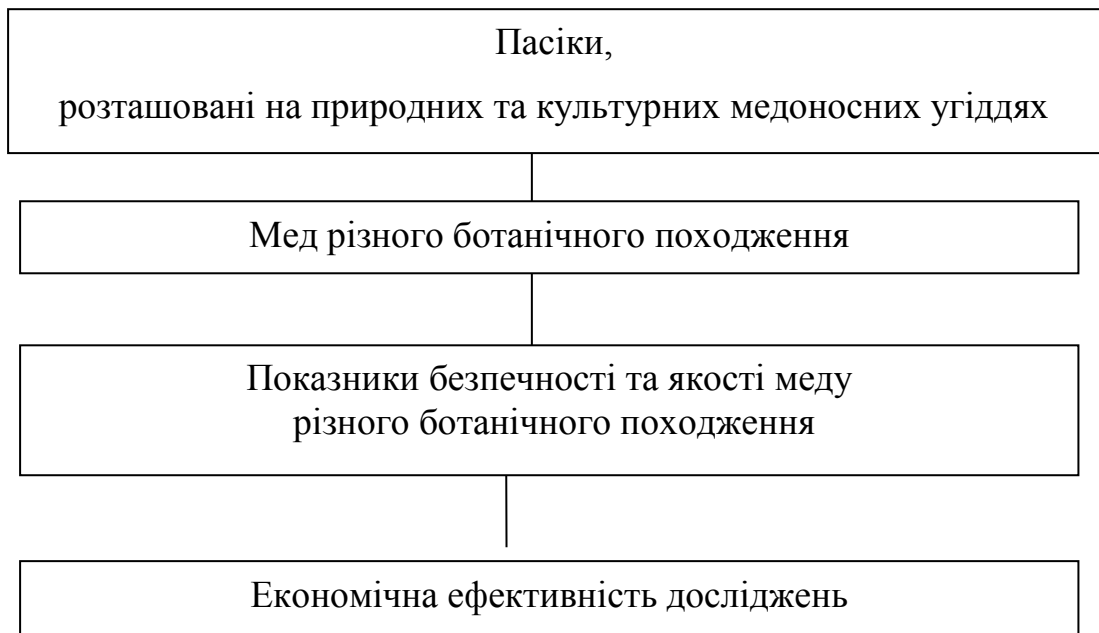 Пасіки,
розташовані на природних та культурних медоносних угіддях
Мед різного ботанічного походження
Показники безпечності та якості меду
різного ботанічного походження
Економічна ефективність досліджень